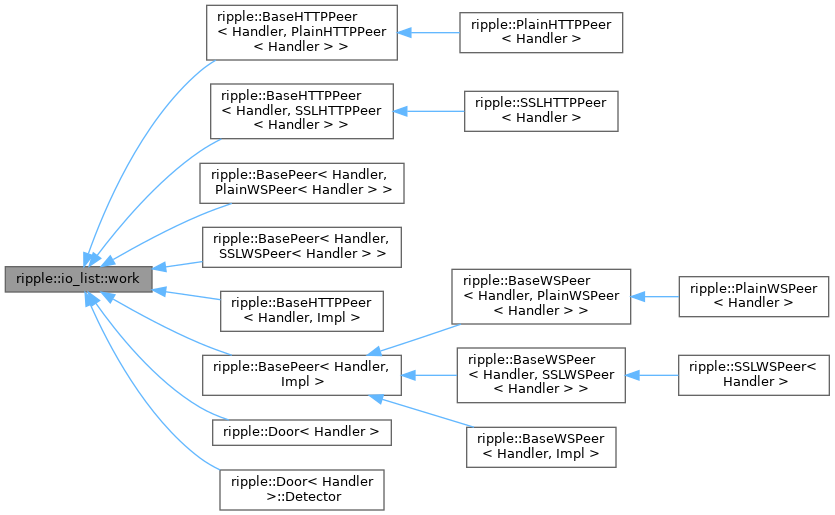 ripple::BaseHTTPPeer
< Handler, PlainHTTPPeer
< Handler > >
ripple::PlainHTTPPeer
< Handler >
ripple::BaseHTTPPeer
< Handler, SSLHTTPPeer
< Handler > >
ripple::SSLHTTPPeer
< Handler >
ripple::BasePeer< Handler,
PlainWSPeer< Handler > >
ripple::BasePeer< Handler,
SSLWSPeer< Handler > >
ripple::io_list::work
ripple::BaseHTTPPeer
< Handler, Impl >
ripple::BaseWSPeer
< Handler, PlainWSPeer
< Handler > >
ripple::PlainWSPeer
< Handler >
ripple::BasePeer< Handler,
Impl >
ripple::BaseWSPeer
< Handler, SSLWSPeer
< Handler > >
ripple::SSLWSPeer<
Handler >
ripple::Door< Handler >
ripple::BaseWSPeer
< Handler, Impl >
ripple::Door< Handler
>::Detector